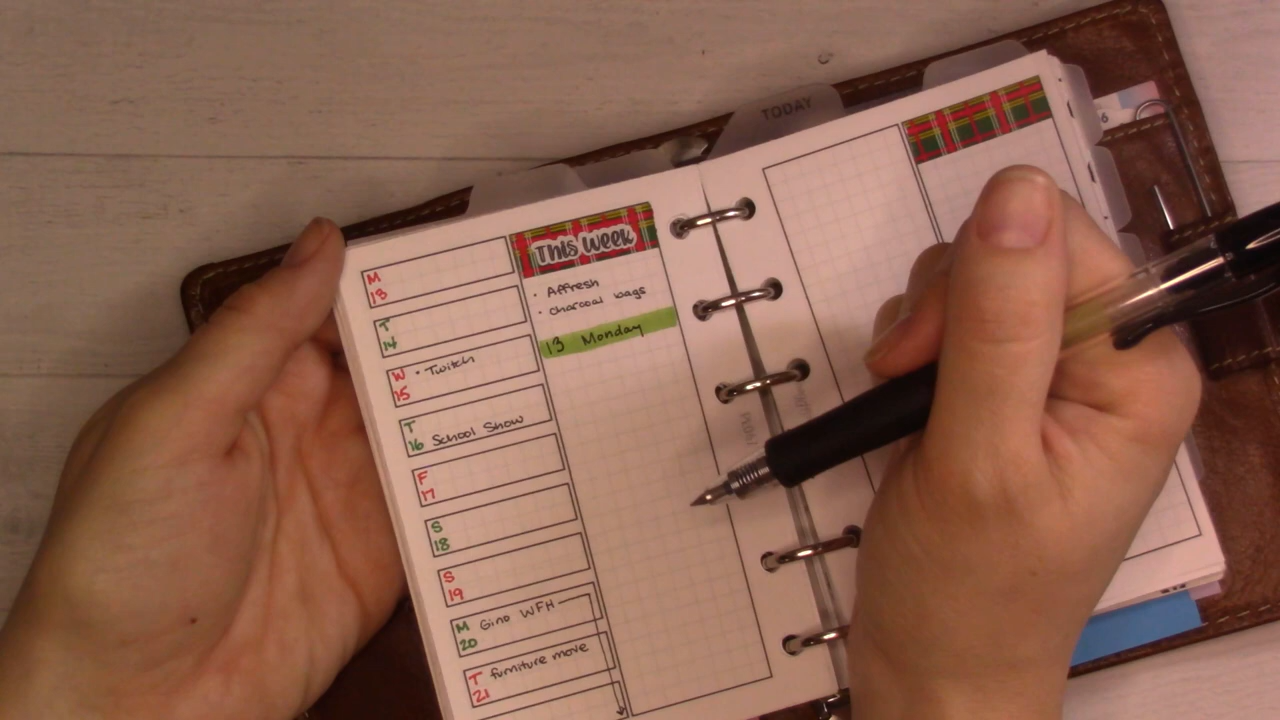 TODAY
6
This Week
M
13
T
14
W • Twitch
15
T
16 School Show
F
17
S
18
S
19
M Gino WFH
20
T furniture move
21
• Affresh
• charcoal bags
13 Monday